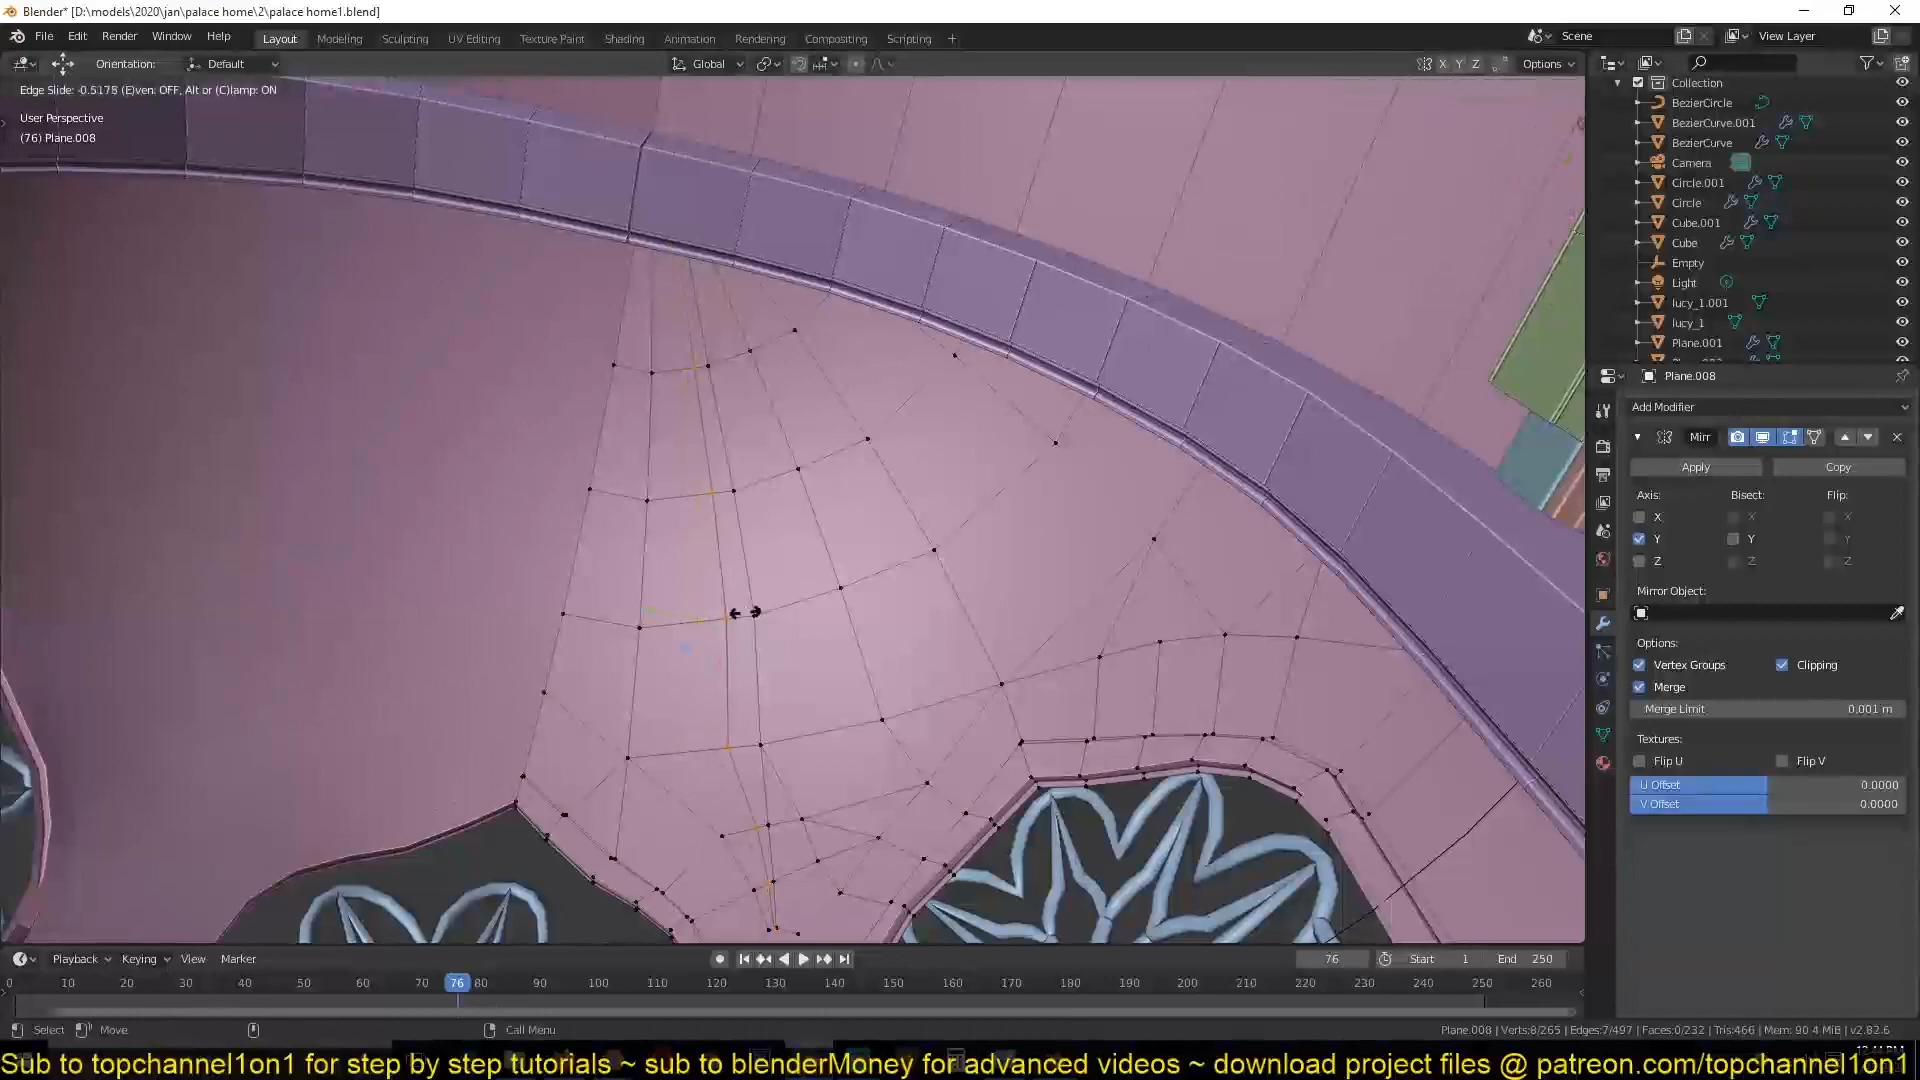 Blender* [D:\models\2020\jan\palace home\2\palace home1.blend]
File Edit Render Window Help
Layout Modeling Sculpting UV Editing Texture Paint Shading Animation Rendering Compositing Scripting +
Scene
View Layer
Orientation: Default
Global
X Y Z
Options
Edge Slide: -0.5175 (E)ven: OFF, Alt or (C)lamp: ON
User Perspective
(76) Plane.008
Collection
BezierCircle
BezierCurve.001
BezierCurve
Camera
Circle.001
Circle
Cube.001
Cube
Empty
Light
lucy_1.001
lucy_1
Plane.001
Plane.008
Add Modifier
Mirr
Apply
Copy
Axis: Bisect: Flip:
X X X
Y Y Y
Z Z Z
Mirror Object:
Options:
Vertex Groups
Clipping
Merge
Merge Limit 0.001 m
Textures:
Flip U
Flip V
U Offset 0.0000
V Offset 0.0000
Playback Keying View Marker
76
Start 1
End 250
0 10 20 30 40 50 60 70 76 80 90 100 110 120 130 140 150 160 170 180 190 200 210 220 230 240 250 260
Select
Move
Call Menu
Plane.008 | Verts:8/265 | Edges:7/497 | Faces:0/232 | Tris:466 | Mem: 90.4 MiB | v2.82.6
Sub to topchannel1on1 for step by step tutorials ~ sub to blenderMoney for advanced videos ~ download project files @ patreon.com/topchannel1on1